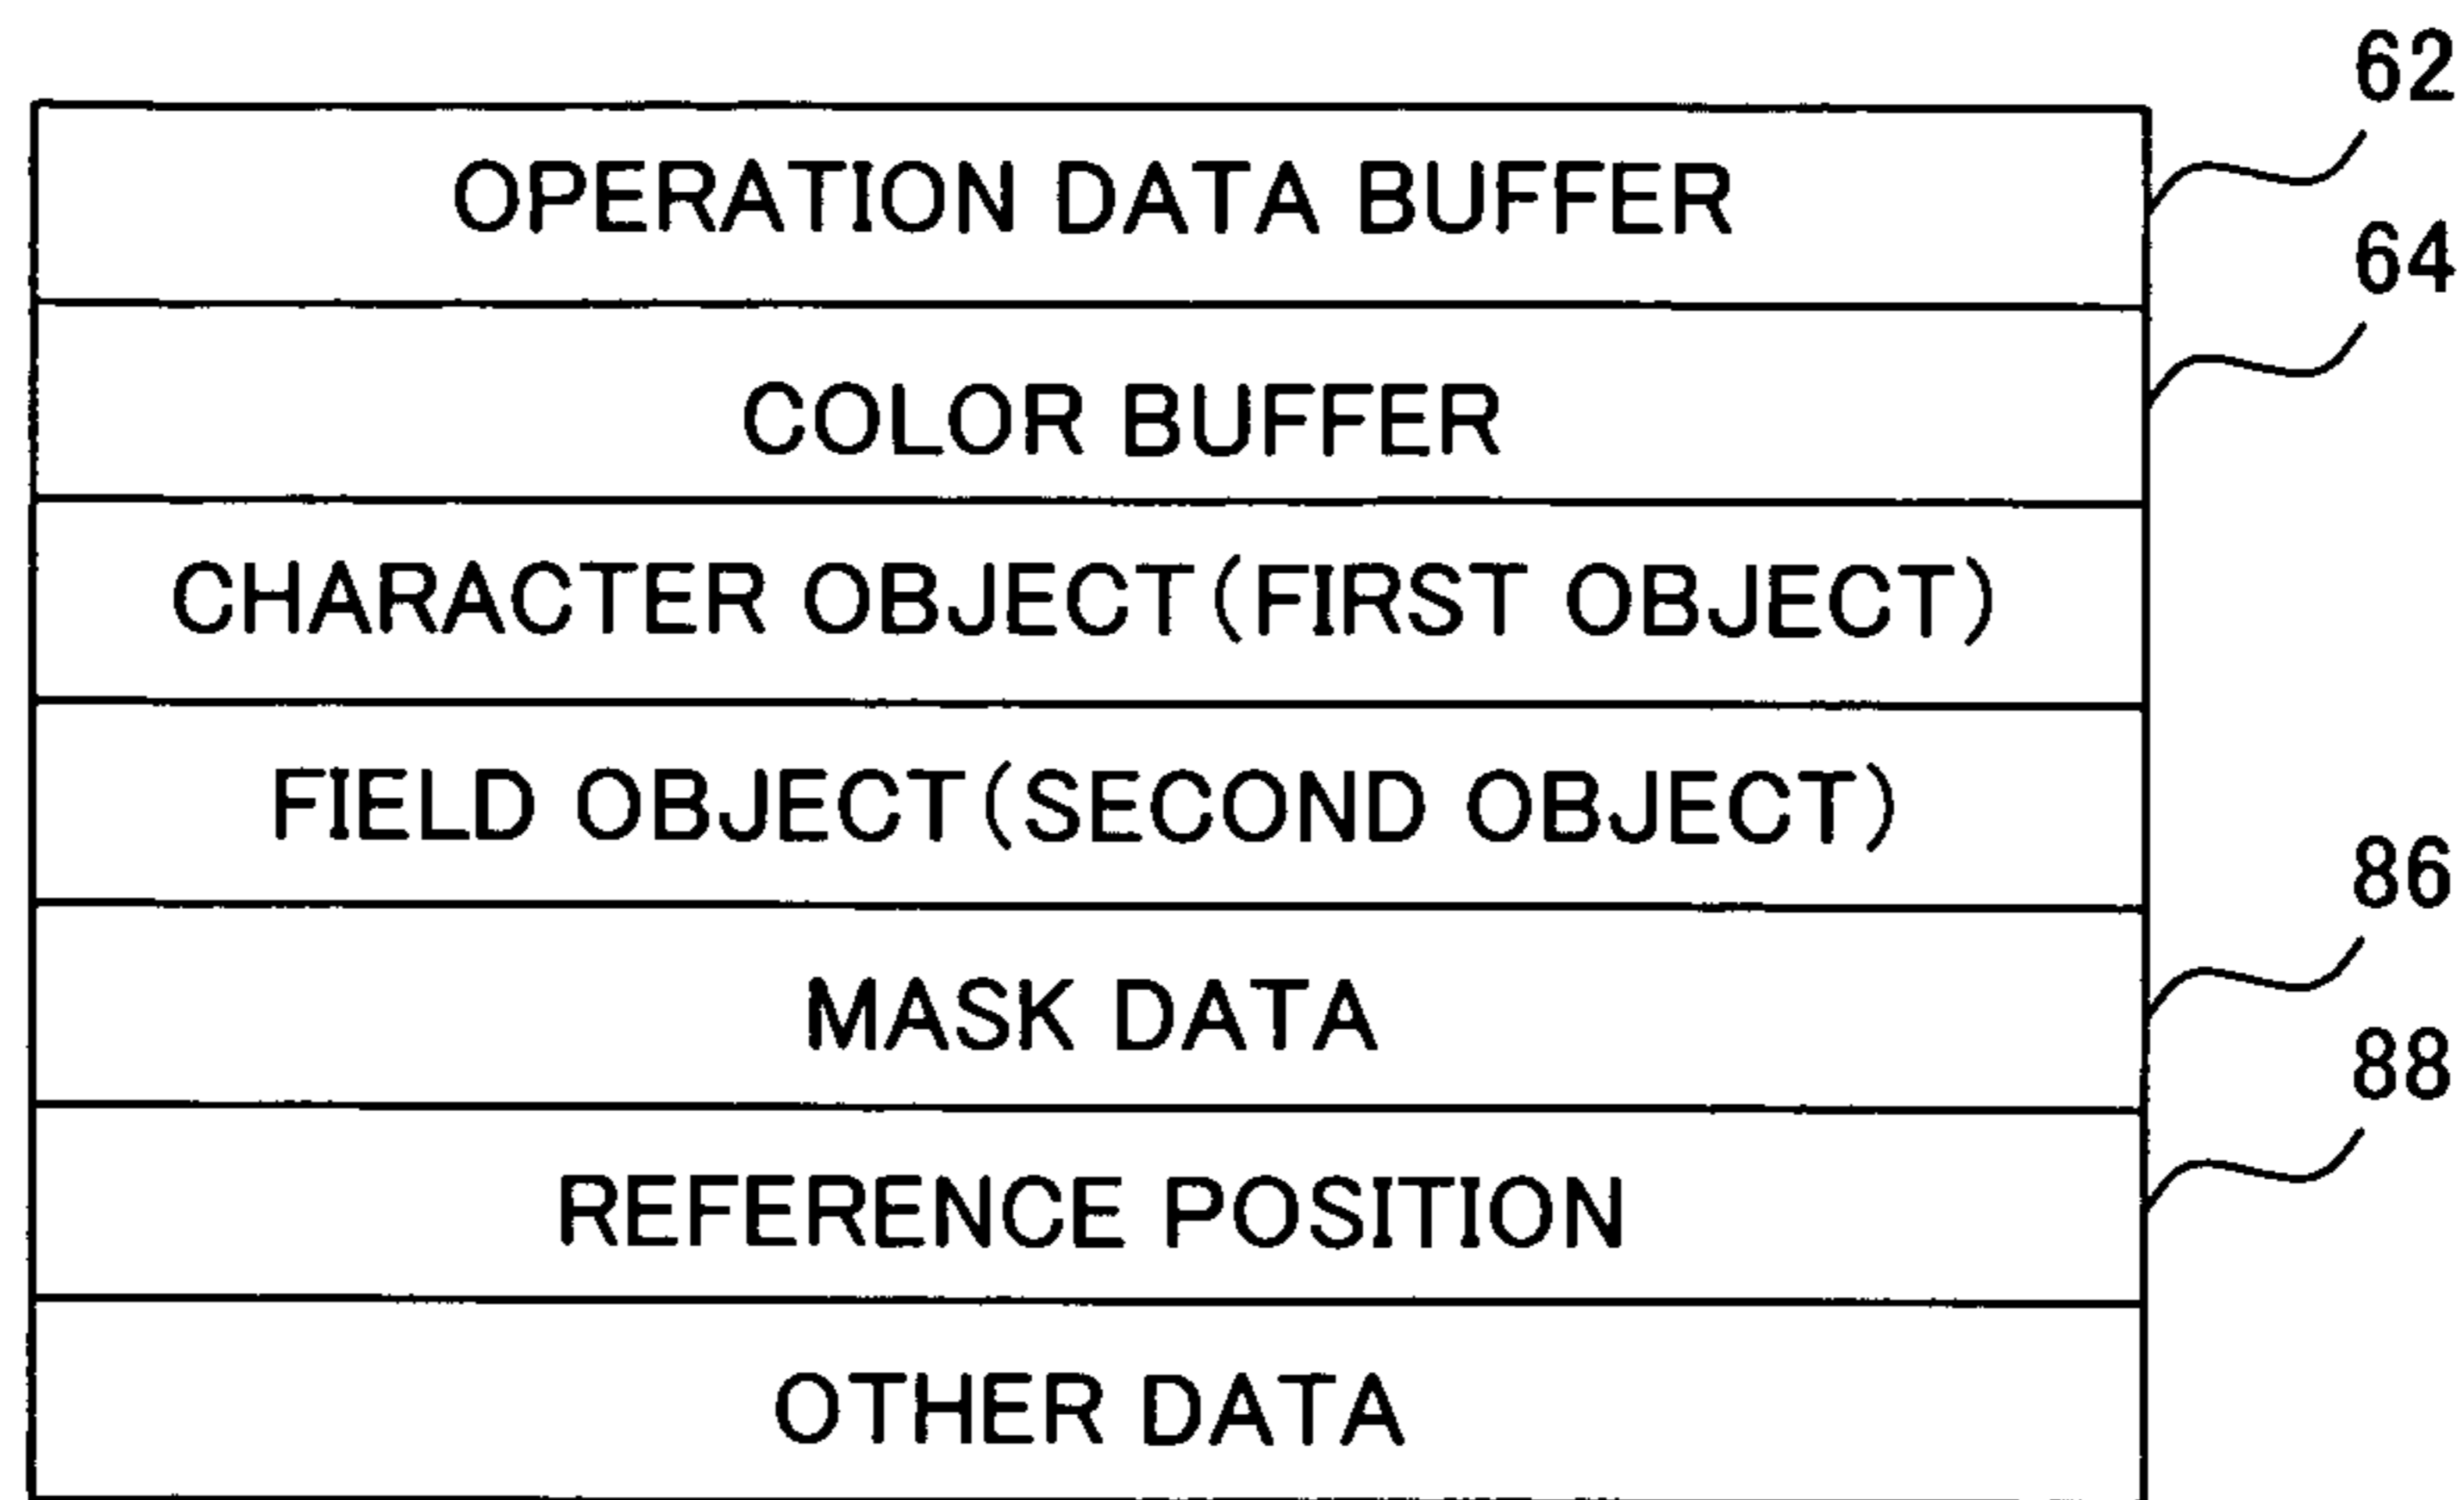 62
OPERATION DATA BUFFER
64
COLOR BUFFER
CHARACTER OBJECT(FIRST OBJECT)
FIELD OBJECT(SECOND OBJECT)
86
MASK DATA
88
REFERENCE POSITION
OTHER DATA